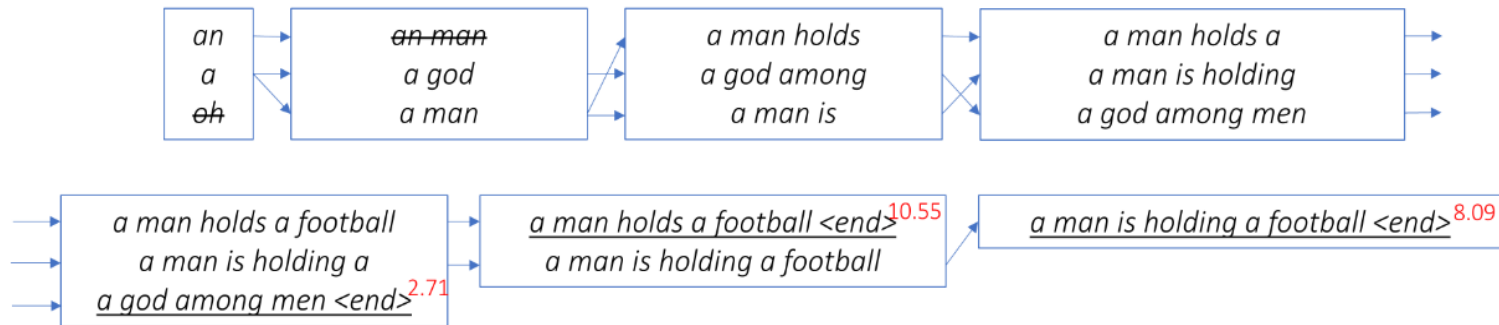 an
a
oh
an man
a god
a man
a man holds
a god among
a man is
a man holds a
a man is holding
a god among men
a man holds a football
a man is holding a
a god among men <end> 2.71
a man holds a football <end> 10.55
a man is holding a football
a man is holding a football <end> 8.09